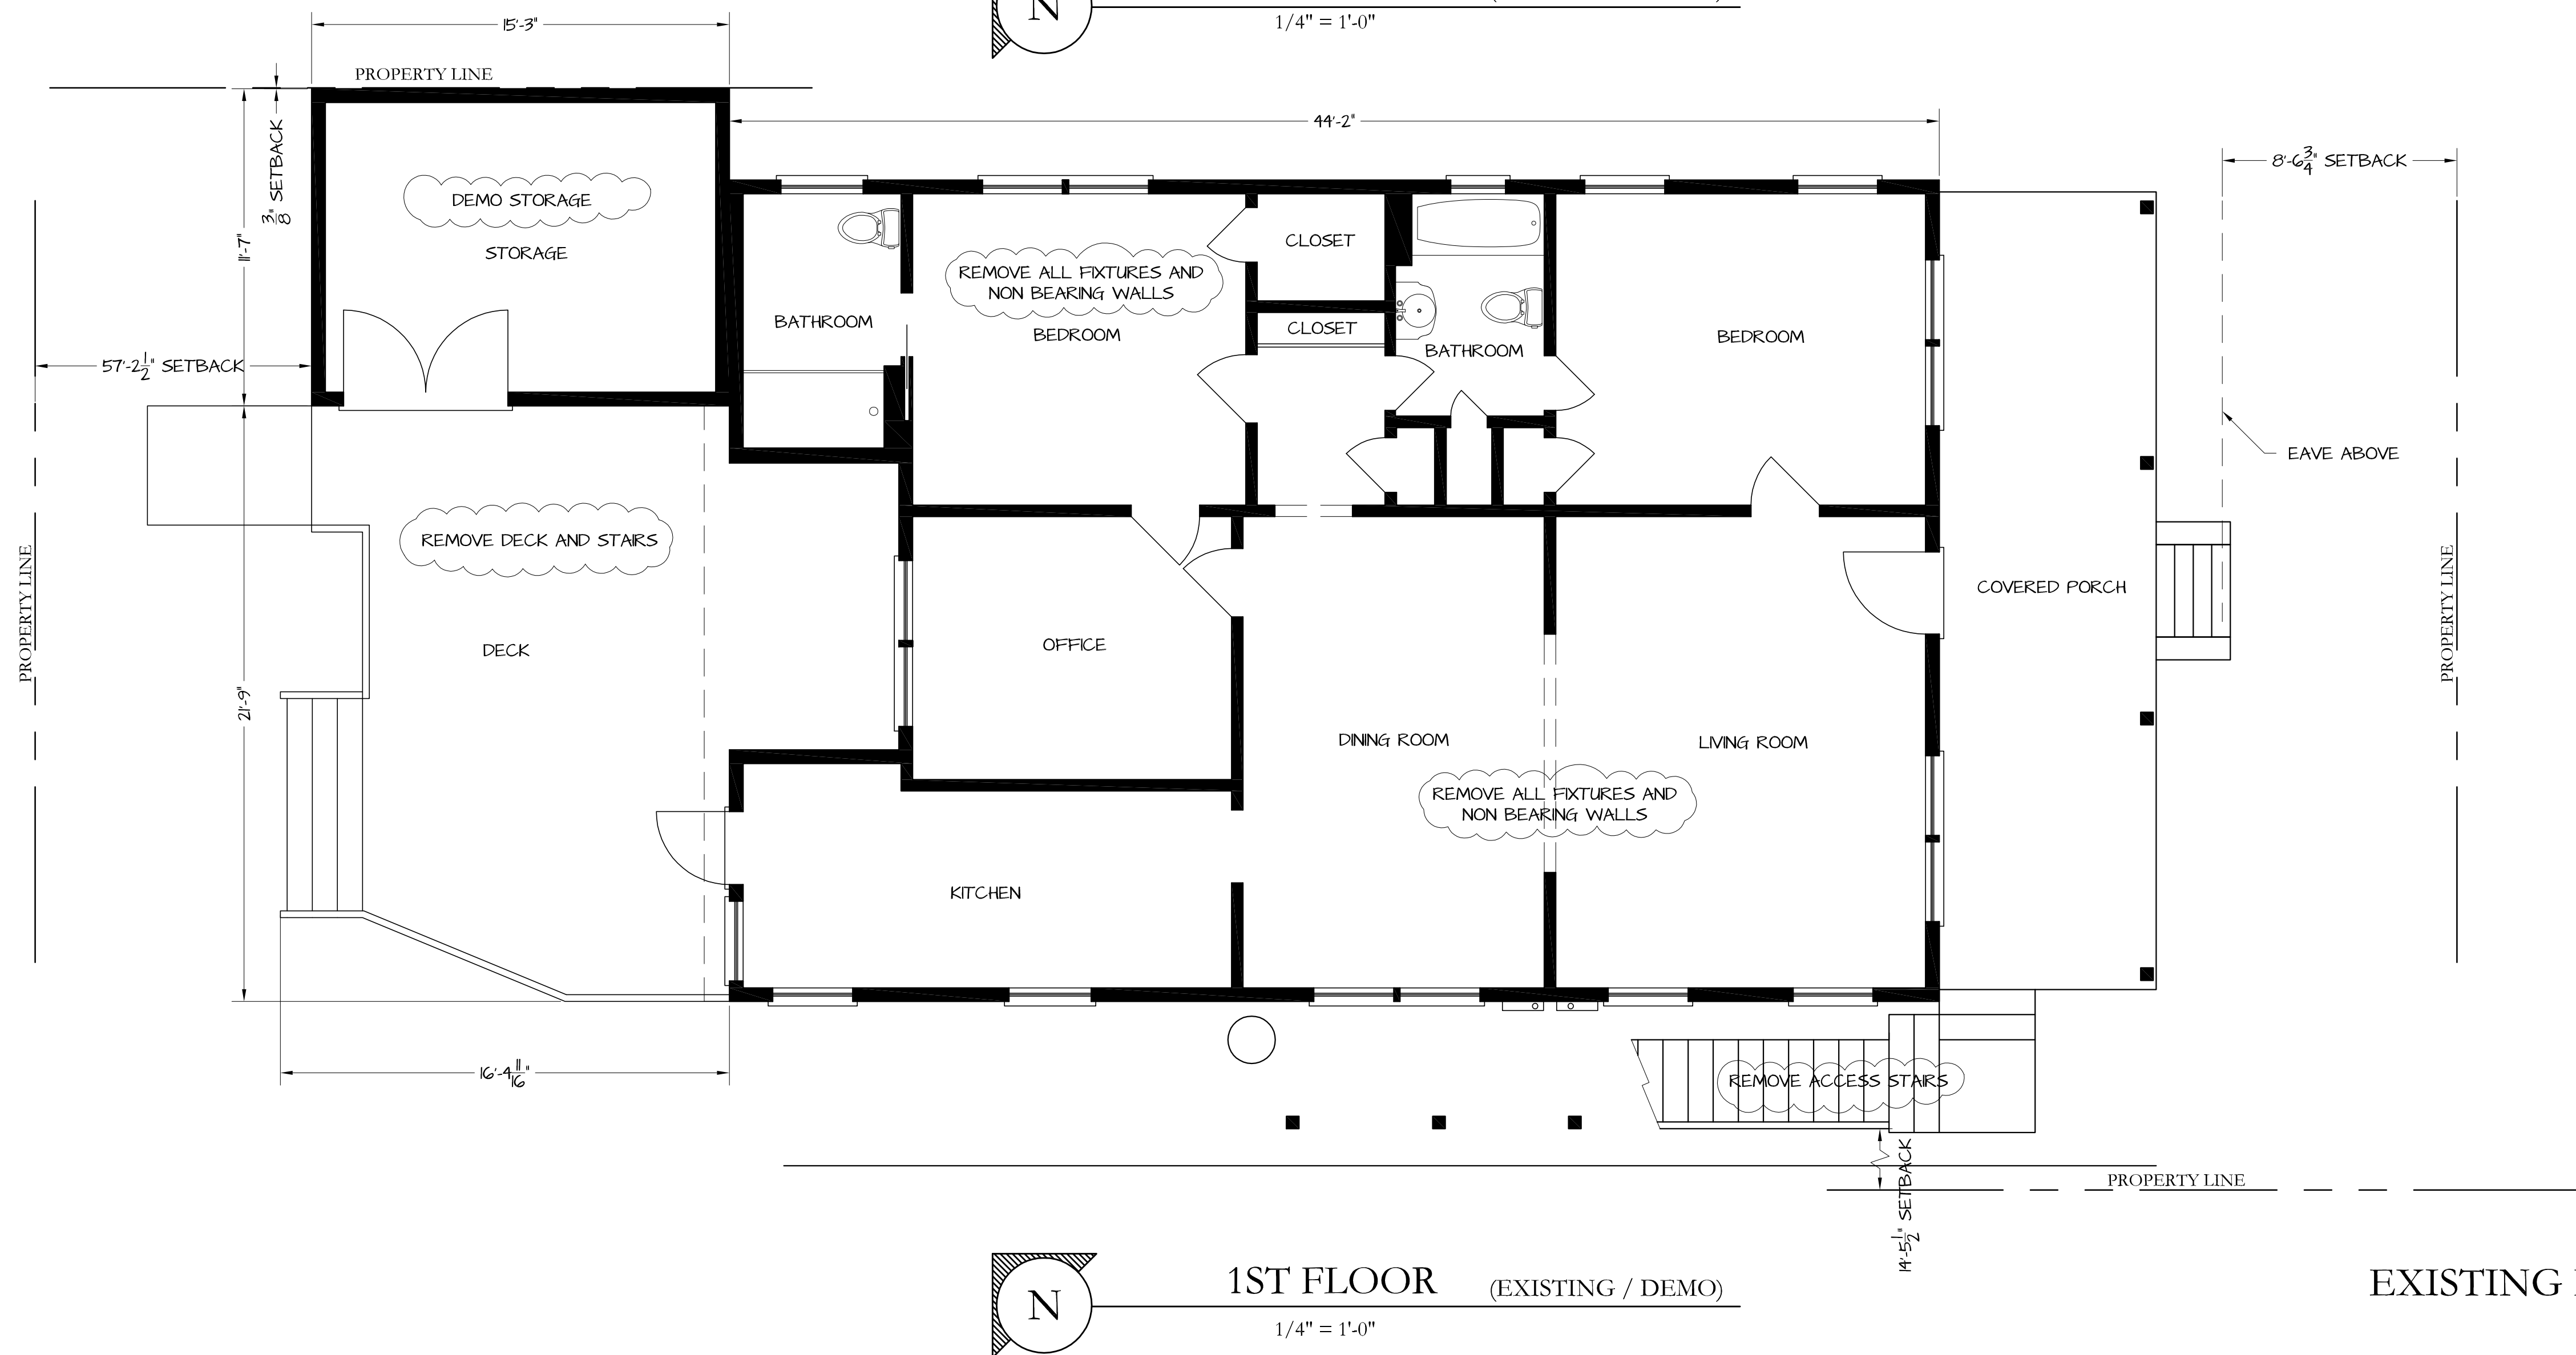 N
1/4" = 1'-0"
15'-3"
PROPERTY LINE
3/8" SETBACK
44'-2"
8'-6 3/4" SETBACK
11'-7"
DEMO STORAGE
STORAGE
57'-2 1/2" SETBACK
BATHROOM
REMOVE ALL FIXTURES AND
NON BEARING WALLS
BEDROOM
CLOSET
CLOSET
BATHROOM
BEDROOM
EAVE ABOVE
REMOVE DECK AND STAIRS
DECK
PROPERTY LINE
21'-9"
OFFICE
COVERED PORCH
PROPERTY LINE
DINING ROOM
LIVING ROOM
REMOVE ALL FIXTURES AND
NON BEARING WALLS
KITCHEN
16'-4 11/16"
REMOVE ACCESS STAIRS
14'-5 1/2" SETBACK
PROPERTY LINE
N
1ST FLOOR (EXISTING / DEMO)
1/4" = 1'-0"
EXISTING